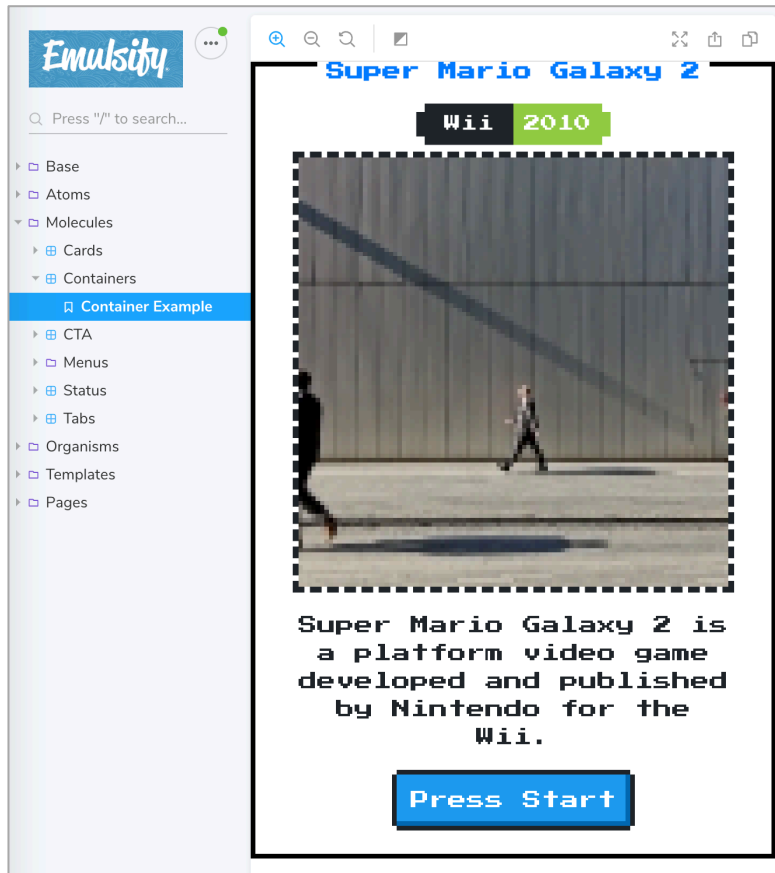 Emulsify
Press "/" to search...
Base
Atoms
Molecules
Cards
Containers
Container Example
CTA
Menus
Status
Tabs
Organisms
Templates
Pages
Super Mario Galaxy 2
Wii 2010
Super Mario Galaxy 2 is
a platform video game
developed and published
by Nintendo for the
Wii.
Press Start